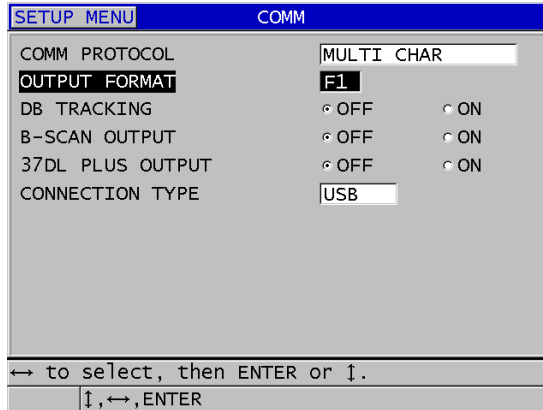 SETUP MENU COMM
COMM PROTOCOL MULTI CHAR
OUTPUT FORMAT F1
DB TRACKING OFF ON
B-SCAN OUTPUT OFF ON
37DL PLUS OUTPUT OFF ON
CONNECTION TYPE USB
↔ to select, then ENTER or ↕.
↕,↔,ENTER